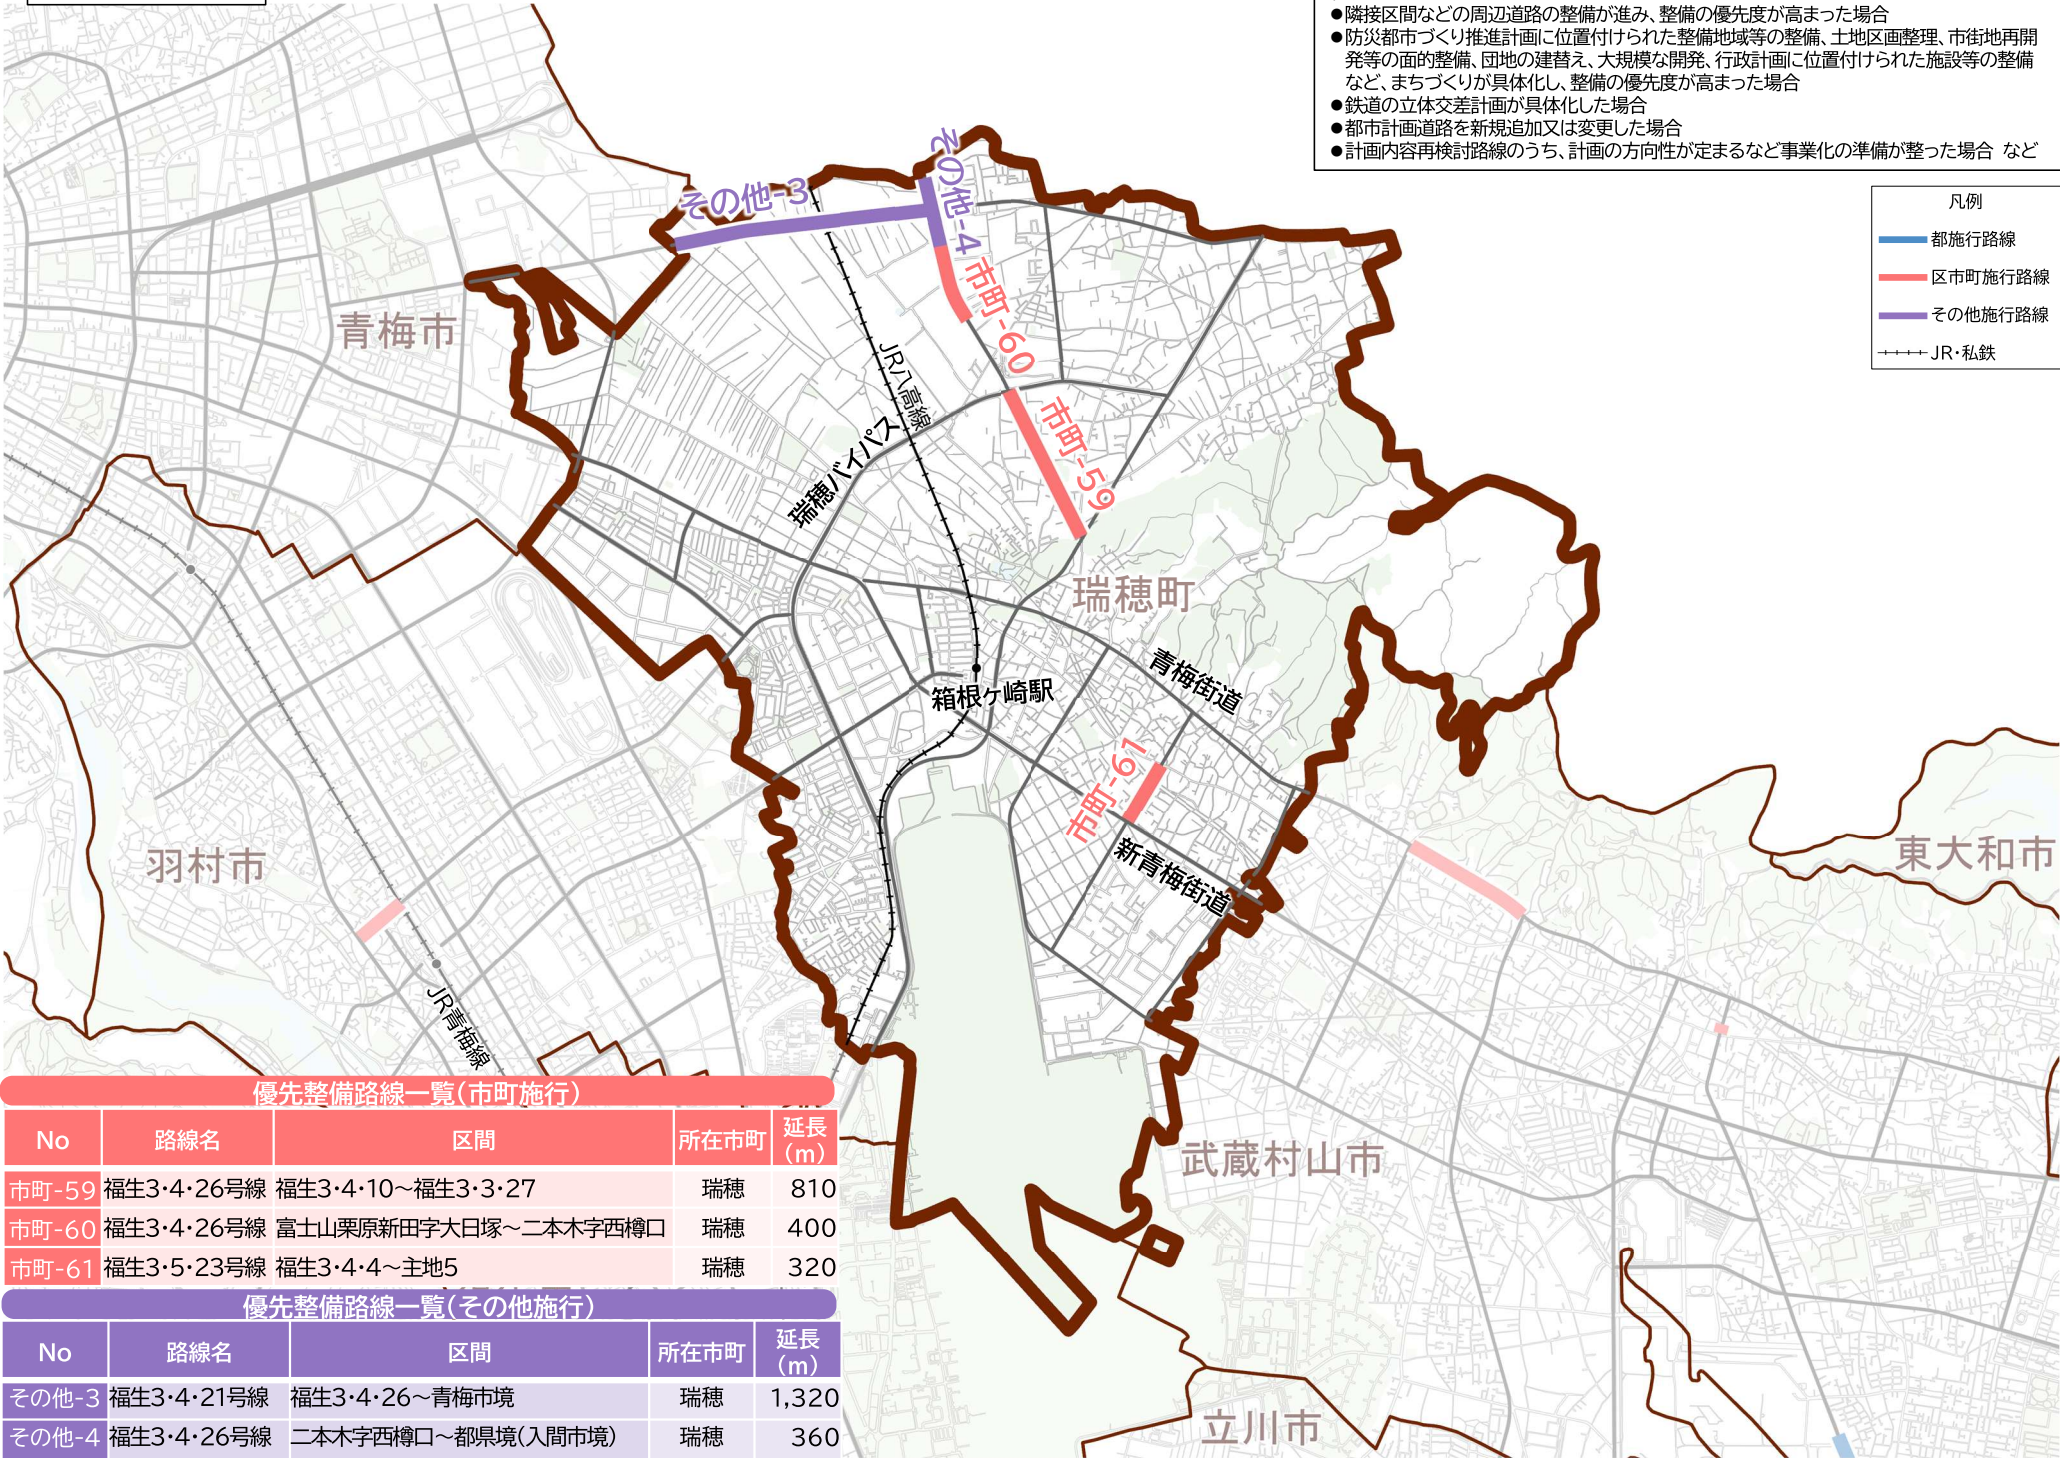 ●隣接区間などの周辺道路の整備が進み、整備の優先度が高まった場合
●防災都市づくり推進計画に位置付けられた整備地域等の整備、土地区画整理、市街地再開
発等の面的整備、団地の建替え、大規模な開発、行政計画に位置付けられた施設等の整備
など、まちづくりが具体化し、整備の優先度が高まった場合
●鉄道の立体交差計画が具体化した場合
●都市計画道路を新規追加又は変更した場合
●計画内容再検討路線のうち、計画の方向性が定まるなど事業化の準備が整った場合 など
凡例
都施行路線
区市町施行路線
その他施行路線
JR・私鉄
その他-3
その他-4
市町-60
青梅市
JR八高線
瑞穂バイパス
市町-59
瑞穂町
青梅街道
箱根ヶ崎駅
市町-61
新青梅街道
羽村市
東大和市
JR青梅線
武蔵村山市
立川市
優先整備路線一覧(市町施行)
No 路線名 区間 所在市町 延長(m)
市町-59 福生3・4・26号線 福生3・4・10～福生3・3・27 瑞穂 810
市町-60 福生3・4・26号線 富士山栗原新田字大日塚～二本木字西樽口 瑞穂 400
市町-61 福生3・5・23号線 福生3・4・4～主地5 瑞穂 320
優先整備路線一覧(その他施行)
No 路線名 区間 所在市町 延長(m)
その他-3 福生3・4・21号線 福生3・4・26～青梅市境 瑞穂 1,320
その他-4 福生3・4・26号線 二本木字西樽口～都県境(入間市境) 瑞穂 360